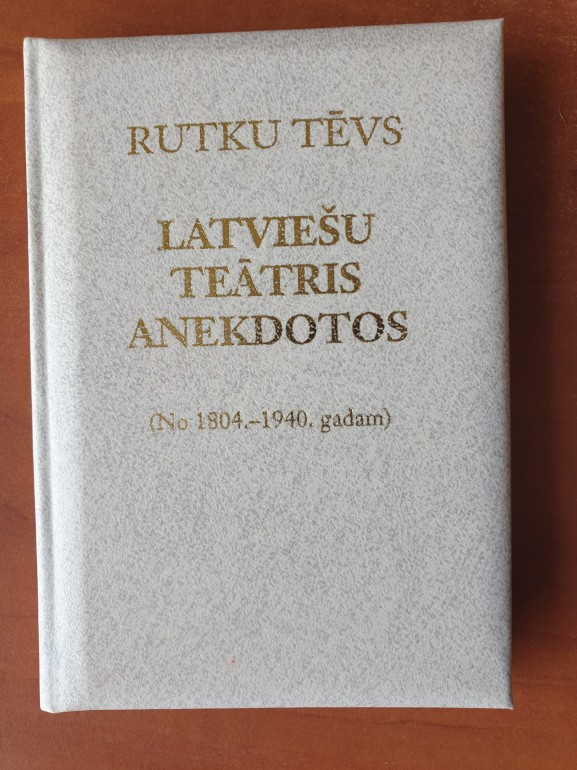 RUTKU TĒVS
LATVIEŠU
TEĀTRIS
ANEKDOTOS
(No 1804.–1940. gadam)